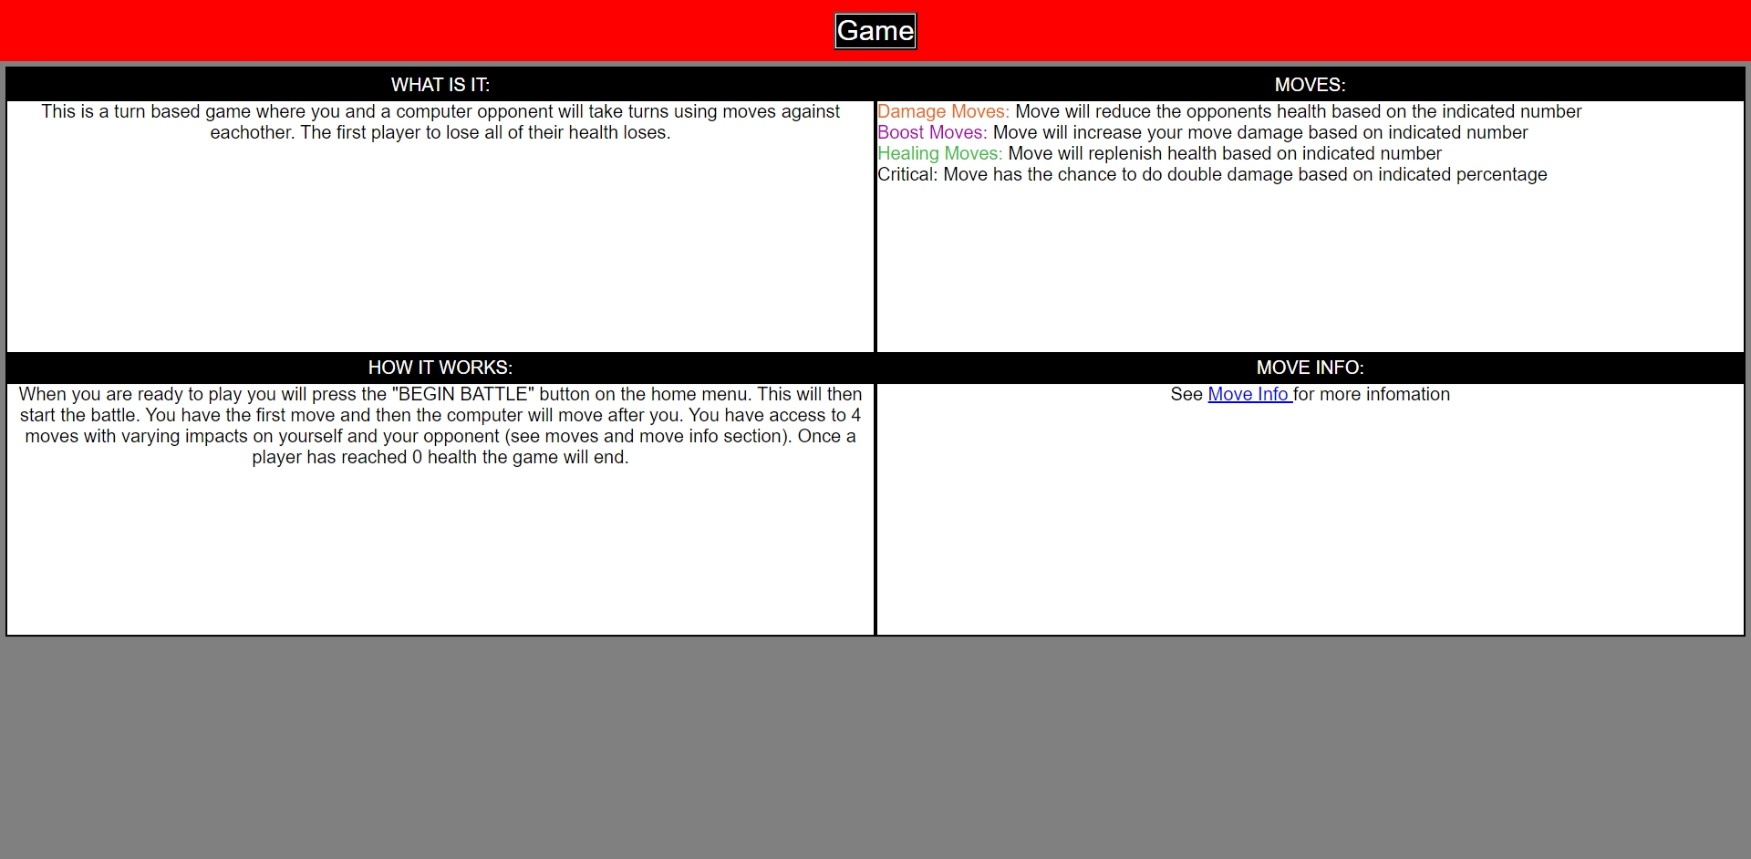 Game
WHAT IS IT:
This is a turn based game where you and a computer opponent will take turns using moves against
eachother. The first player to lose all of their health loses.
MOVES:
Damage Moves: Move will reduce the opponents health based on the indicated number
Boost Moves: Move will increase your move damage based on indicated number
Healing Moves: Move will replenish health based on indicated number
Critical: Move has the chance to do double damage based on indicated percentage
HOW IT WORKS:
When you are ready to play you will press the "BEGIN BATTLE" button on the home menu. This will then
start the battle. You have the first move and then the computer will move after you. You have access to 4
moves with varying impacts on yourself and your opponent (see moves and move info section). Once a
player has reached 0 health the game will end.
MOVE INFO:
See Move Info for more infomation